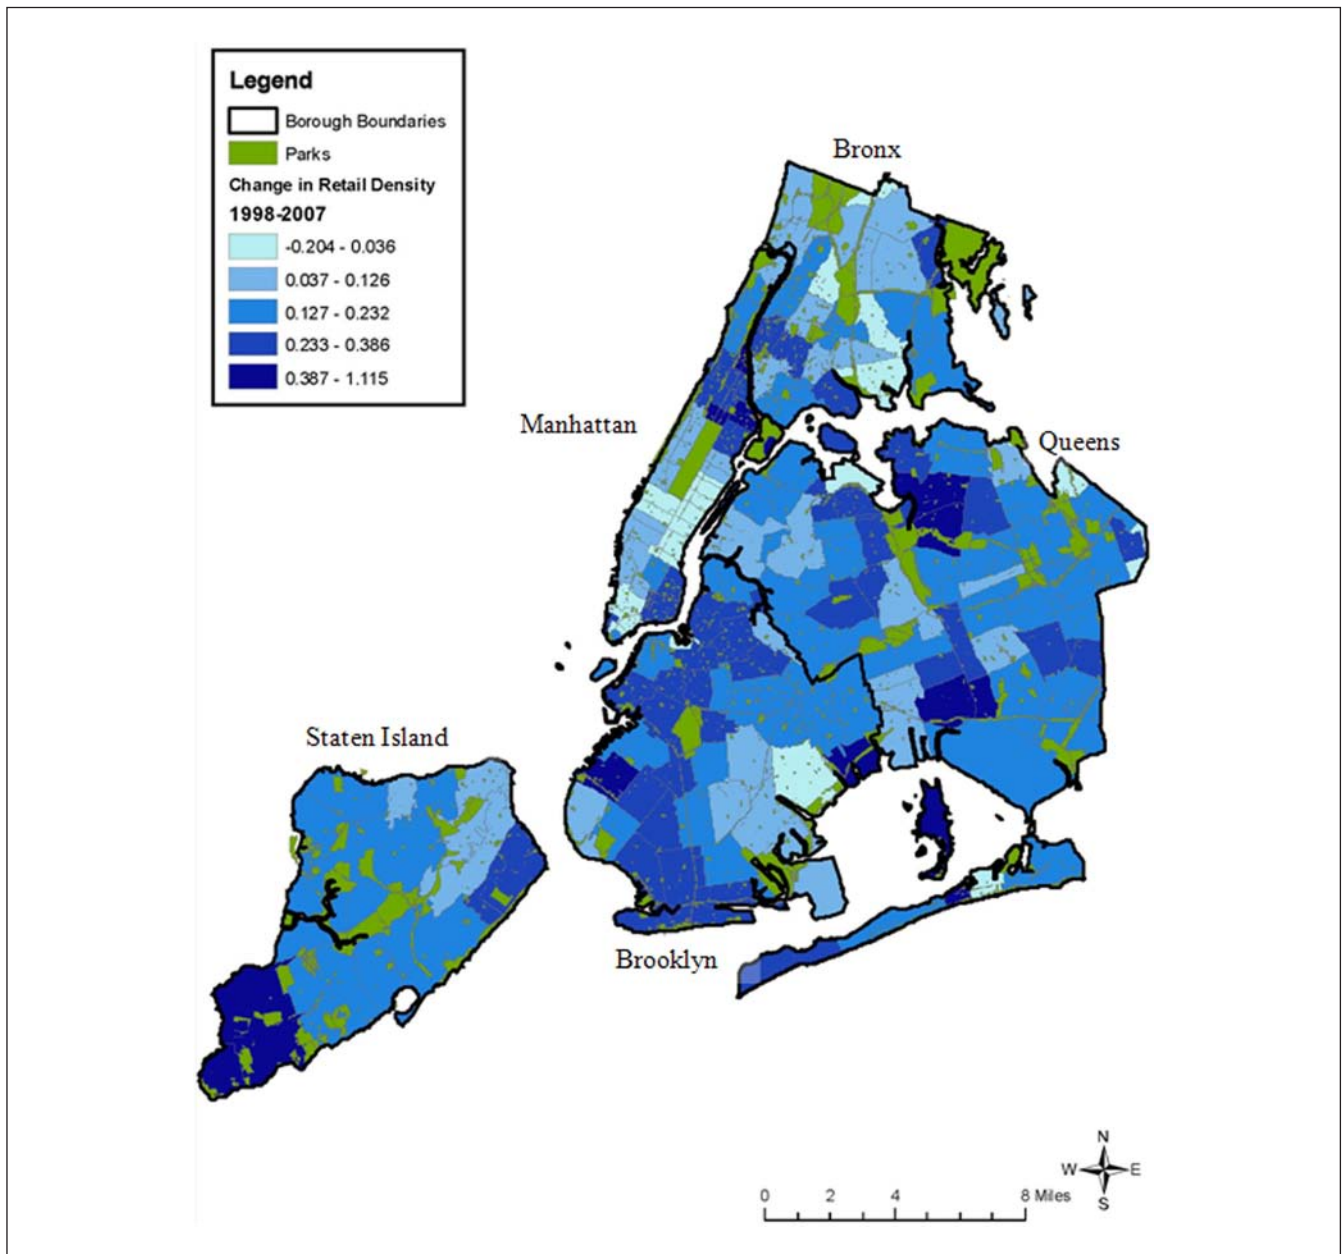 Legend
Borough Boundaries
Parks
Change in Retail Density
1998-2007
-0.204 - 0.036
0.037 - 0.126
0.127 - 0.232
0.233 - 0.386
0.387 - 1.115
Bronx
Manhattan
Queens
Staten Island
Brooklyn
N
W E
S
0 2 4 8 Miles